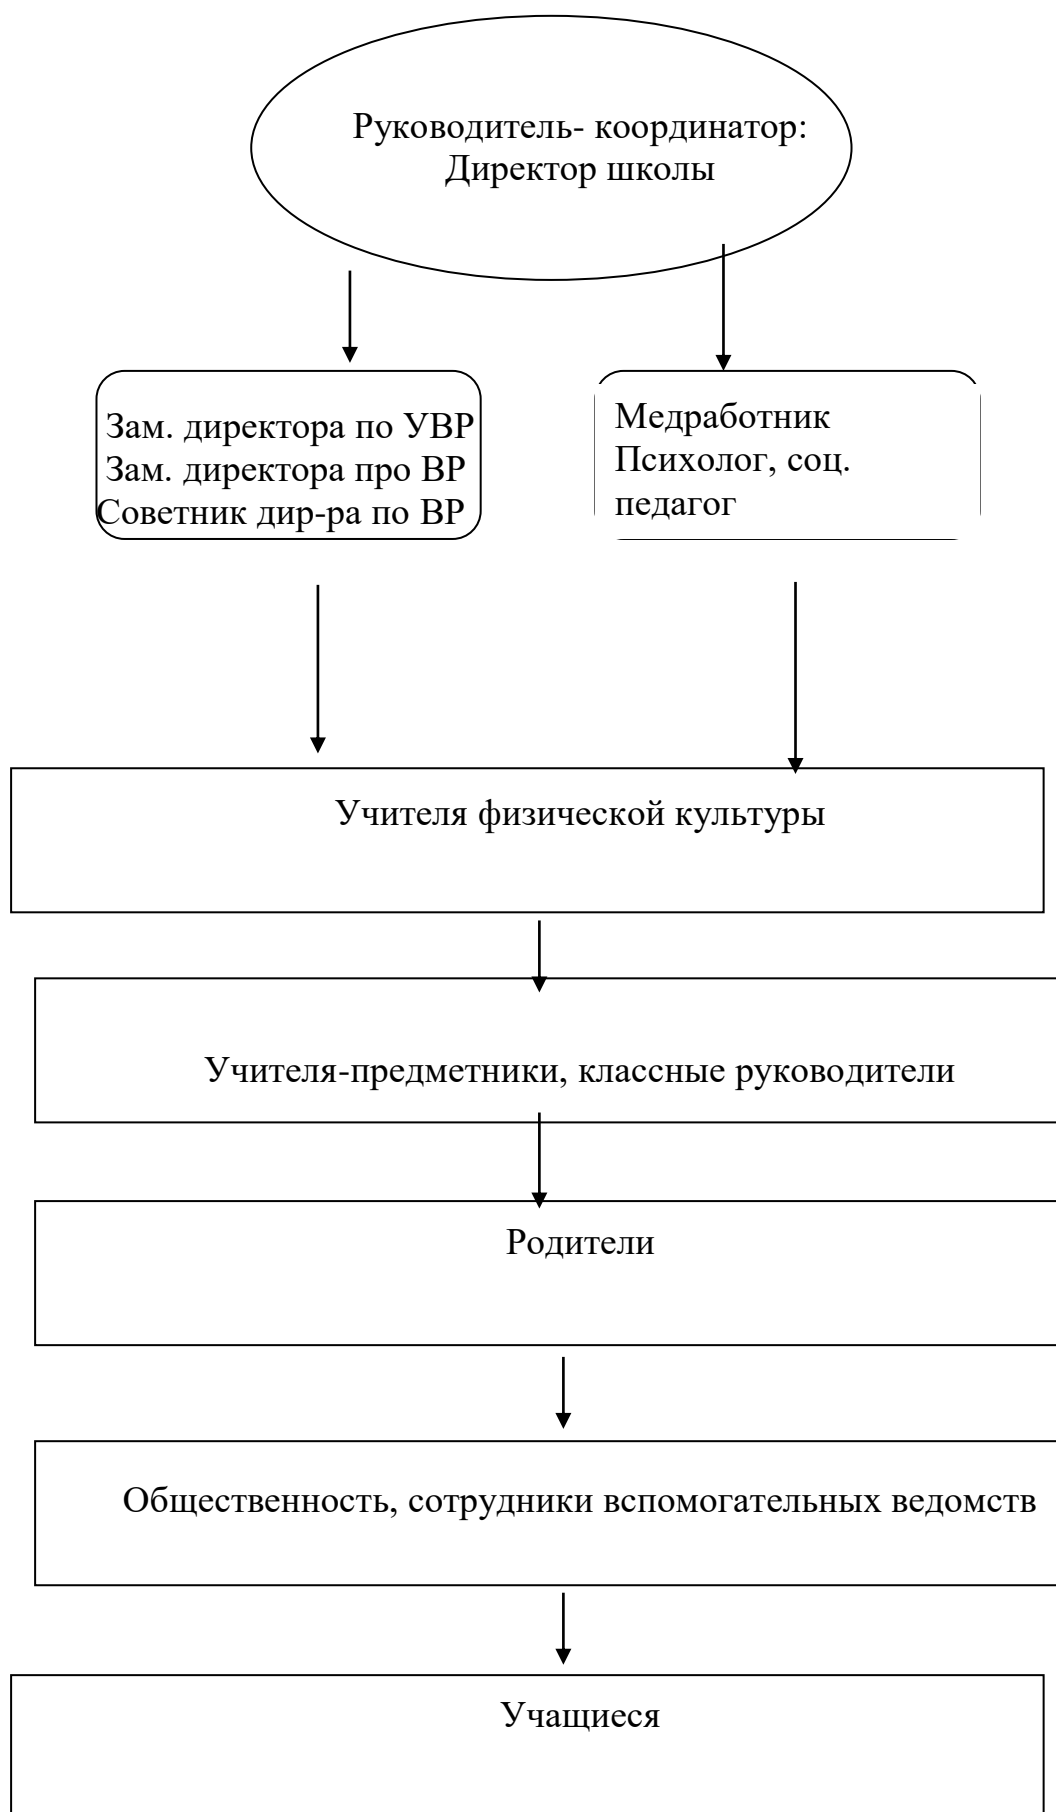 Руководитель- координатор:
Директор школы
Зам. директора по УВР
Зам. директора про ВР
Советник дир-ра по ВР
Медработник
Психолог, соц.
педагог
Учителя физической культуры
Учителя-предметники, классные руководители
Родители
Общественность, сотрудники вспомогательных ведомств
Учащиеся